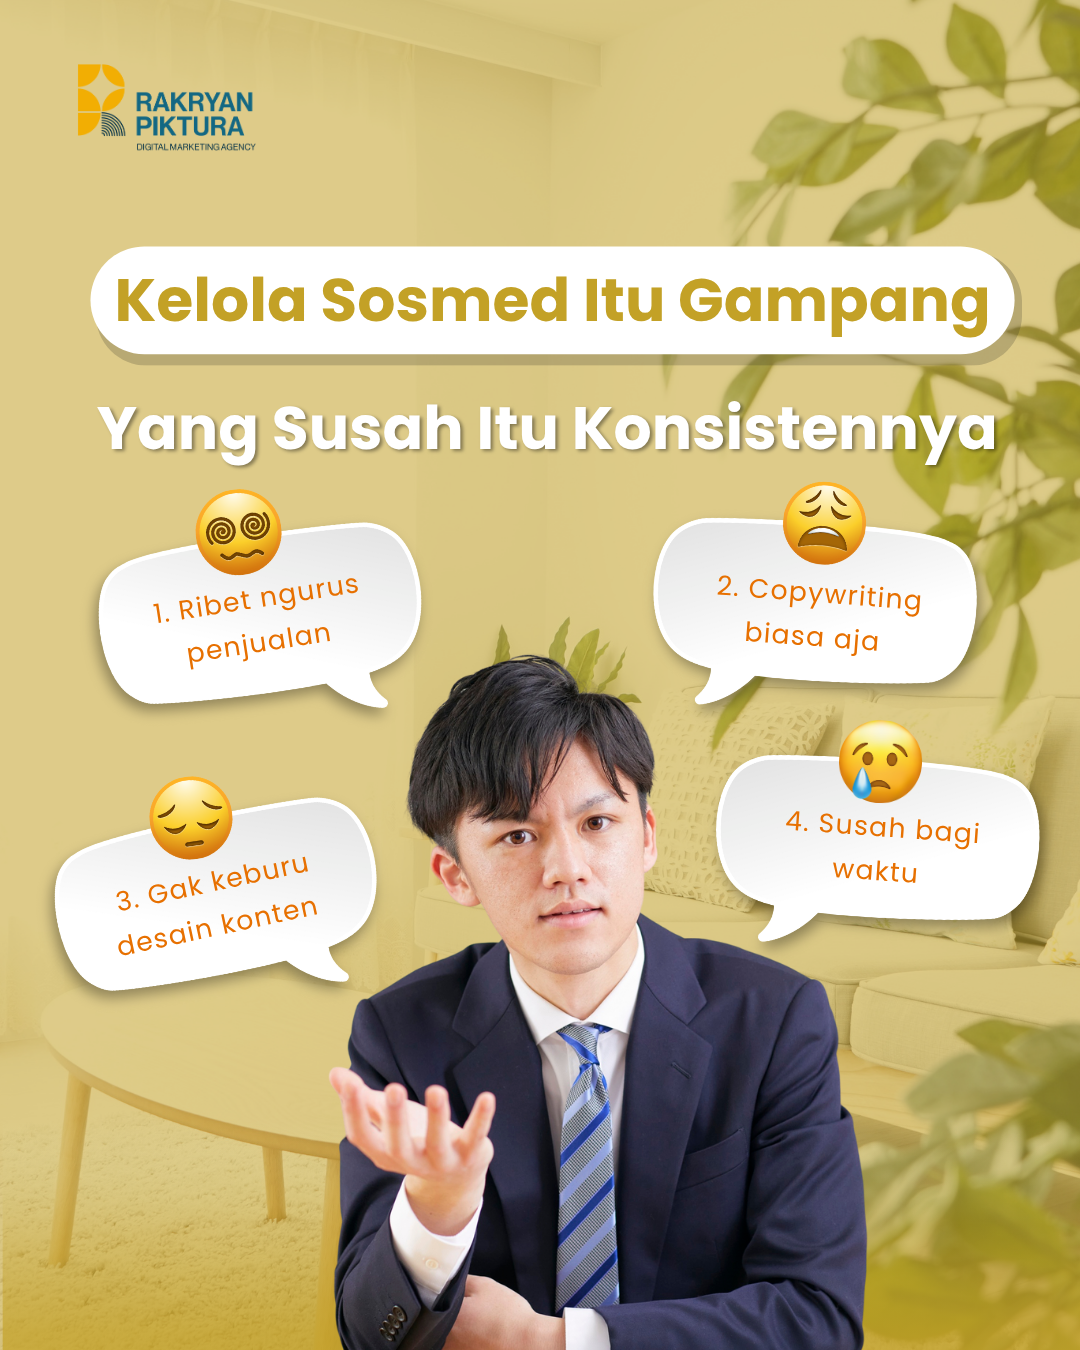 RAKRYAN
PIKTURA
DIGITAL MARKETING AGENCY
Kelola Sosmed Itu Gampang
Yang Susah Itu Konsistennya
1. Ribet ngurus
penjualan
2. Copywriting
biasa aja
3. Gak keburu
desain konten
4. Susah bagi
waktu